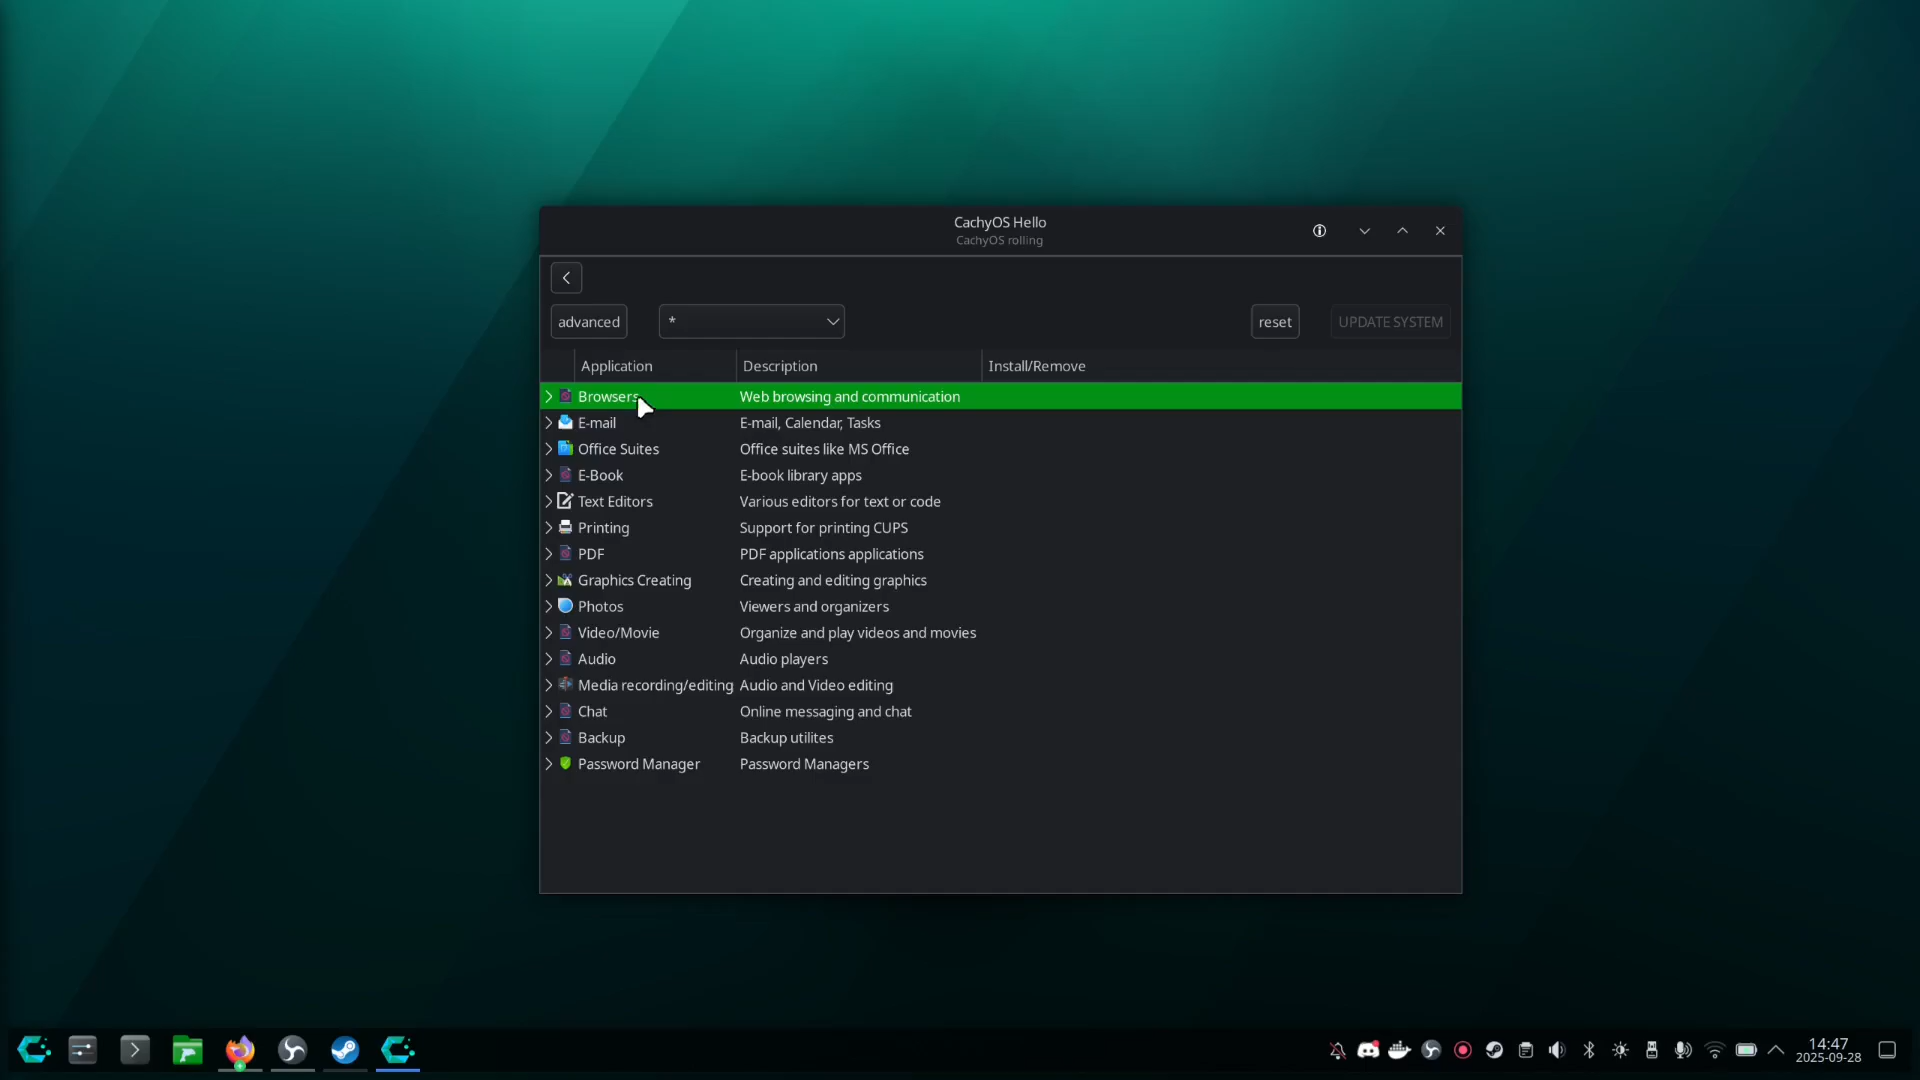 CachyOS Hello
CachyOS rolling
advanced * reset UPDATE SYSTEM
Application Description Install/Remove
Browsers Web browsing and communication
E-mail E-mail, Calendar, Tasks
Office Suites Office suites like MS Office
E-Book E-book library apps
Text Editors Various editors for text or code
Printing Support for printing CUPS
PDF PDF applications applications
Graphics Creating Creating and editing graphics
Photos Viewers and organizers
Video/Movie Organize and play videos and movies
Audio Audio players
Media recording/editing Audio and Video editing
Chat Online messaging and chat
Backup Backup utilites
Password Manager Password Managers
14:47
2025-09-28